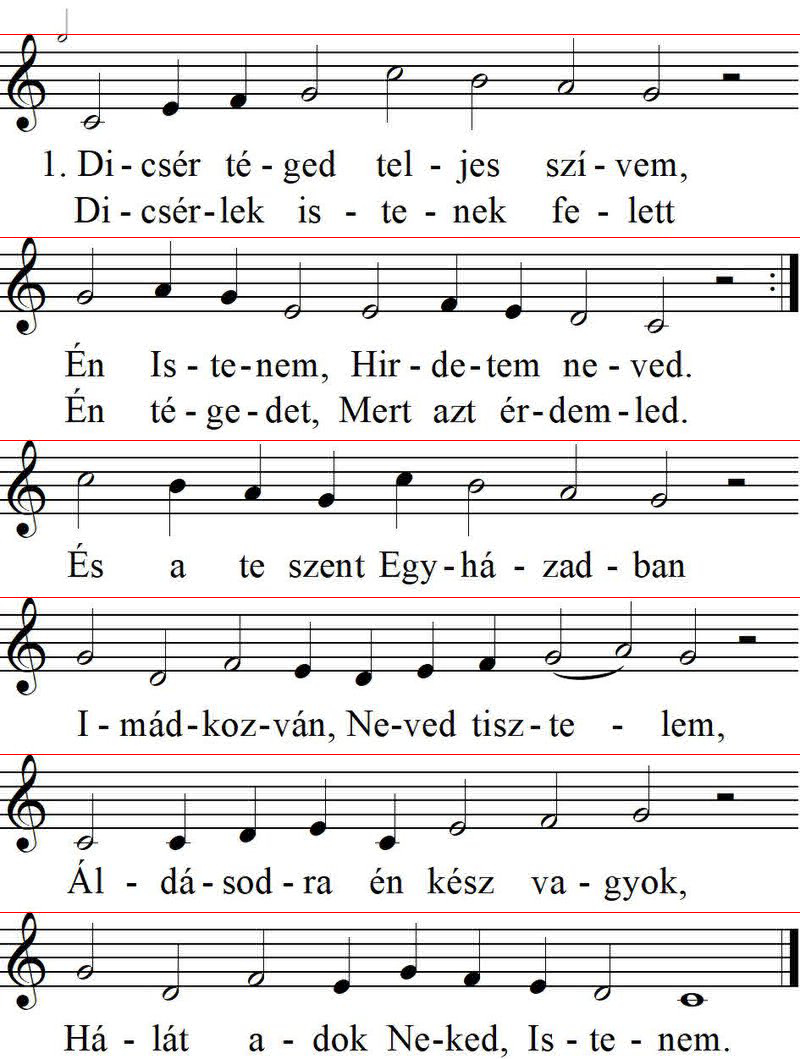 1. Di - csér té - ged tel - jes szí - vem,
Di - csér - lek is - te - nek fe - lett
Én Is - te - nem, Hir - de - tem ne - ved.
Én té - ge - det, Mert azt ér - dem - led.
És a te szent Egy - há - zad - ban
I - mád - koz - ván, Ne - ved tisz - te - lem,
Ál - dá - sod - ra én kész va - gyok,
Há - lát a - dok Ne - ked, Is - te - nem.